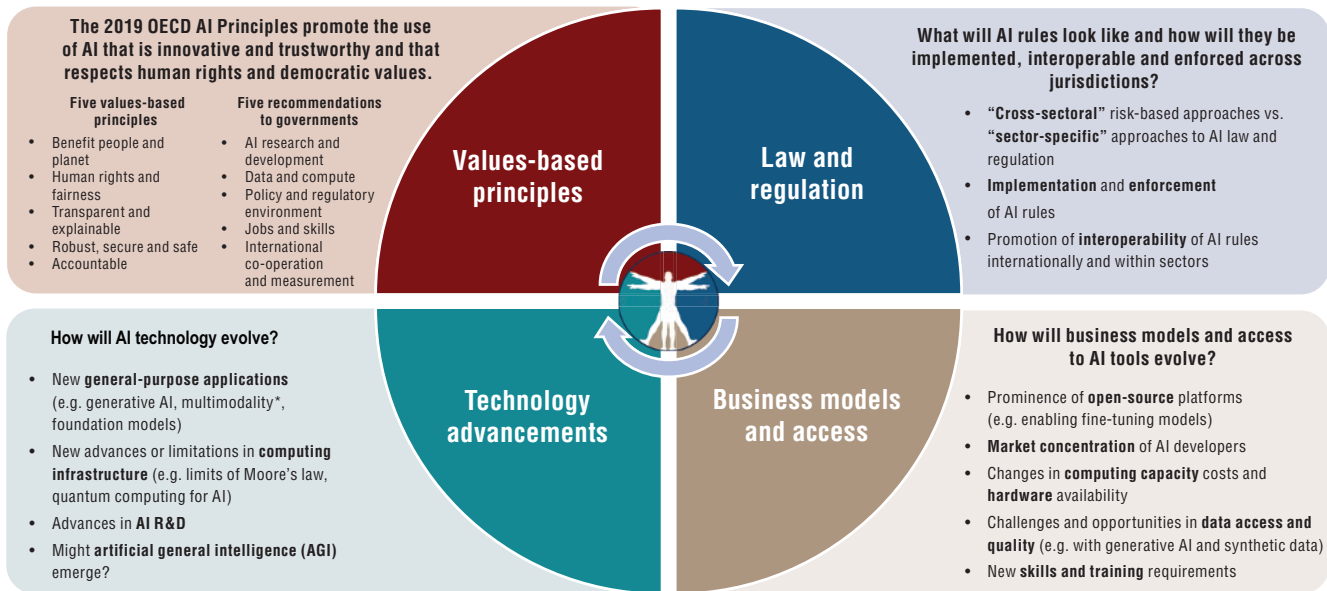 The 2019 OECD AI Principles promote the use
of AI that is innovative and trustworthy and that
respects human rights and democratic values.
Five values-based
principles
• Benefit people and
planet
• Human rights and
fairness
• Transparent and
explainable
• Robust, secure and safe
• Accountable
Five recommendations
to governments
• AI research and
development
• Data and compute
• Policy and regulatory
environment
• Jobs and skills
• International
co-operation
and measurement
Values-based
principles
Law and
regulation
What will AI rules look like and how will they be
implemented, interoperable and enforced across
jurisdictions?
• “Cross-sectoral” risk-based approaches vs.
“sector-specific” approaches to AI law and
regulation
• Implementation and enforcement
of AI rules
• Promotion of interoperability of AI rules
internationally and within sectors
How will AI technology evolve?
• New general-purpose applications
(e.g. generative AI, multimodality*,
foundation models)
• New advances or limitations in computing
infrastructure (e.g. limits of Moore’s law,
quantum computing for AI)
• Advances in AI R&D
• Might artificial general intelligence (AGI)
emerge?
Technology
advancements
Business models
and access
How will business models and access
to AI tools evolve?
• Prominence of open-source platforms
(e.g. enabling fine-tuning models)
• Market concentration of AI developers
• Changes in computing capacity costs and
hardware availability
• Challenges and opportunities in data access and
quality (e.g. with generative AI and synthetic data)
• New skills and training requirements